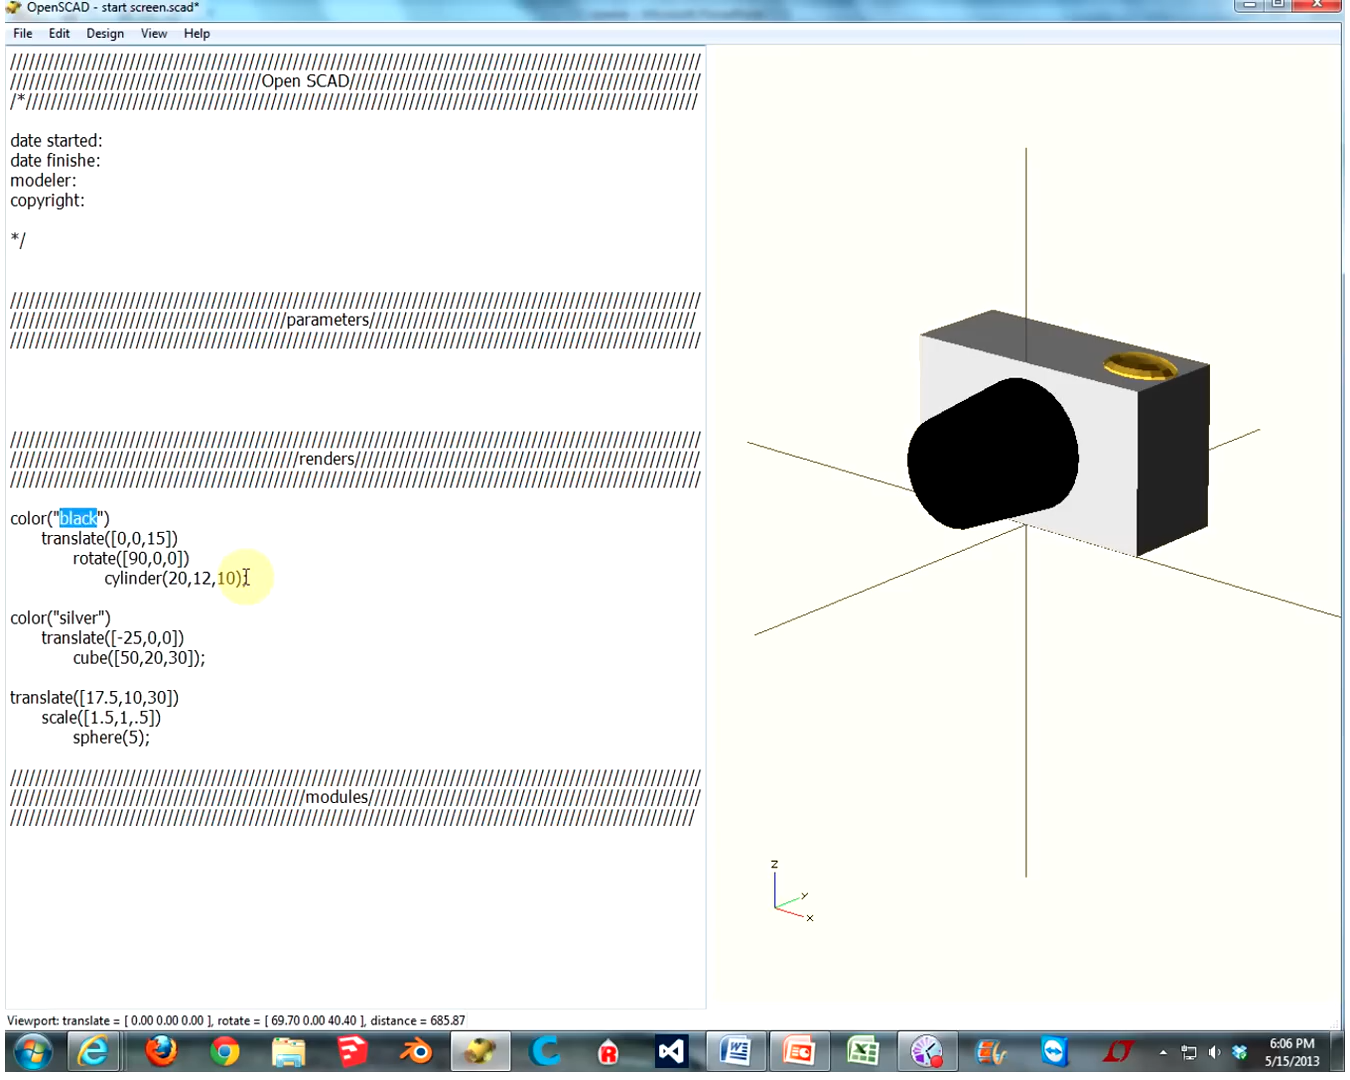 OpenSCAD - start screen.scad*
File Edit Design View Help
////////////////////////////////////////////////////////////////////////////////////////////////////////////////
/////////////////////////////////////////Open SCAD/////////////////////////////////////////////////////////
/*/////////////////////////////////////////////////////////////////////////////////////////////////////////////
date started:
date finishe:
modeler:
copyright:
*/
////////////////////////////////////////////////////////////////////////////////////////////////////////////////
/////////////////////////////////////////////parameters/////////////////////////////////////////////////////
////////////////////////////////////////////////////////////////////////////////////////////////////////////////
////////////////////////////////////////////////////////////////////////////////////////////////////////////////
///////////////////////////////////////////////renders////////////////////////////////////////////////////////
////////////////////////////////////////////////////////////////////////////////////////////////////////////////
color("black")
translate([0,0,15])
rotate([90,0,0])
cylinder(20,12,10);
color("silver")
translate([-25,0,0])
cube([50,20,30]);
translate([17.5,10,30])
scale([1.5,1,.5])
sphere(5);
////////////////////////////////////////////////////////////////////////////////////////////////////////////////
////////////////////////////////////////////////modules/////////////////////////////////////////////////////
///////////////////////////////////////////////////////////////////////////////////////////////////////////////
z
y
x
Viewport: translate = [ 0.00 0.00 0.00 ], rotate = [ 69.70 0.00 40.40 ], distance = 685.87
6:06 PM
5/15/2013